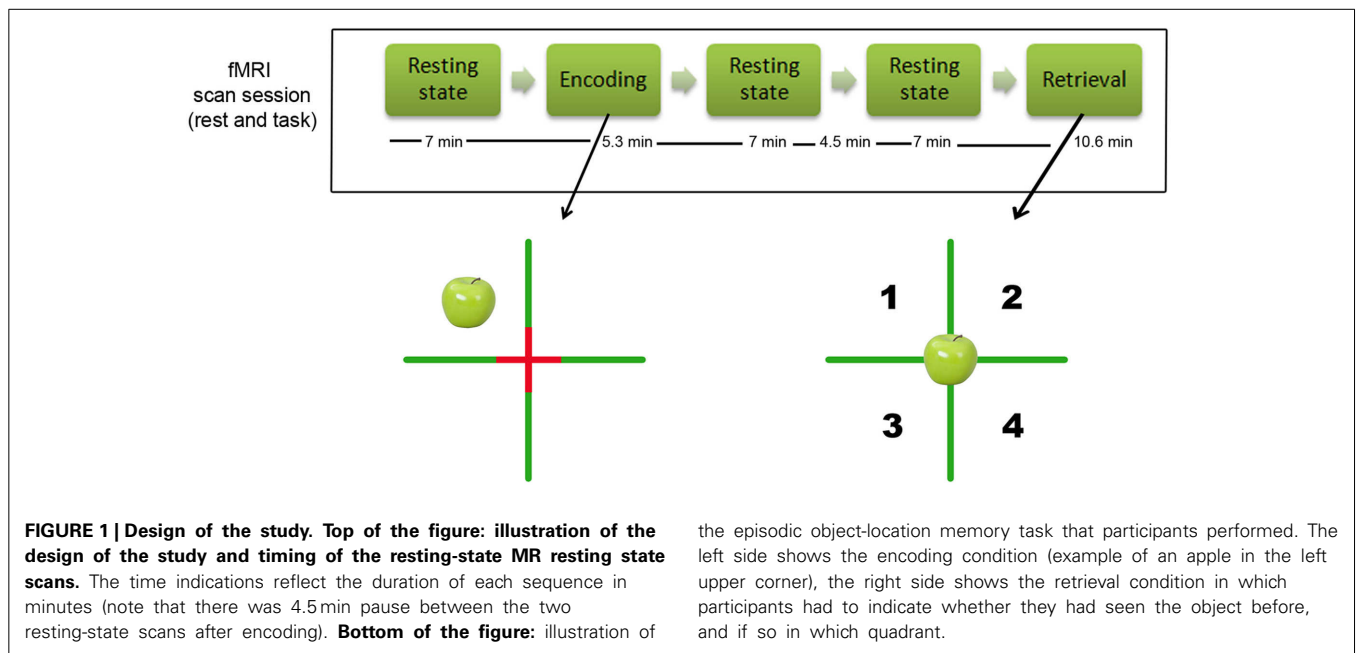 fMRI
scan session
(rest and task)
Resting
state
Encoding
Resting
state
Resting
state
Retrieval
7 min
5.3 min
7 min
4.5 min
7 min
10.6 min
1
2
3
4
FIGURE 1 | Design of the study. Top of the figure: illustration of the
design of the study and timing of the resting-state MR resting state
scans. The time indications reflect the duration of each sequence in
minutes (note that there was 4.5 min pause between the two
resting-state scans after encoding). Bottom of the figure: illustration of
the episodic object-location memory task that participants performed. The
left side shows the encoding condition (example of an apple in the left
upper corner), the right side shows the retrieval condition in which
participants had to indicate whether they had seen the object before,
and if so in which quadrant.